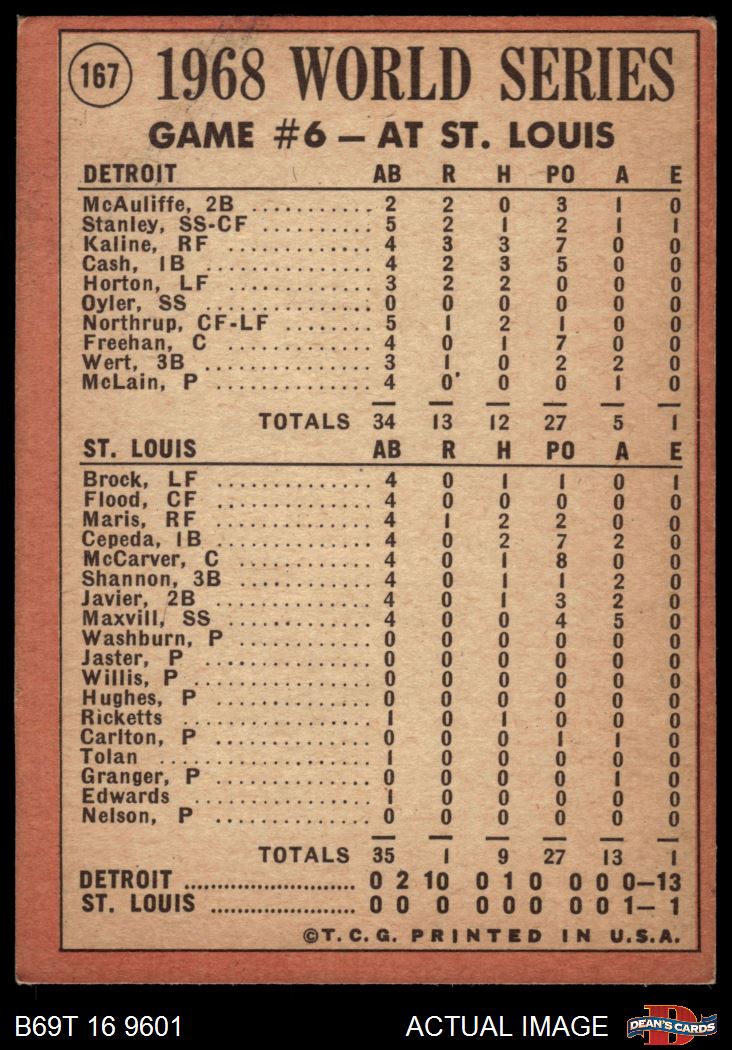 167 1968 WORLD SERIES
GAME #6 – AT ST. LOUIS
DETROIT AB R H PO A E
McAuliffe, 2B ........... 2 2 0 3 1 0
Stanley, SS-CF ........... 5 2 1 2 1 1
Kaline, RF ............. 4 3 3 7 0 0
Cash, 1B ............... 4 2 3 5 0 0
Horton, LF ............. 3 2 2 0 0 0
Oyler, SS ............... 0 0 0 0 0 0
Northrup, CF-LF ........ 5 1 2 1 0 0
Freehan, C ............. 4 0 1 7 0 0
Wert, 3B ............... 3 1 0 2 2 0
McLain, P .............. 4 0 0 0 1 0
TOTALS 34 13 12 27 5 1
ST. LOUIS AB R H PO A E
Brock, LF .............. 4 0 1 1 0 1
Flood, CF .............. 4 0 0 0 0 0
Maris, RF .............. 4 1 2 2 0 0
Cepeda, 1B .............. 4 0 2 7 2 0
McCarver, C ............ 4 0 1 8 0 0
Shannon, 3B ............ 4 0 1 1 2 0
Javier, 2B .............. 4 0 1 3 2 0
Maxvill, SS ............. 4 0 0 4 5 0
Washburn, P ............ 0 0 0 0 0 0
Jaster, P ............... 0 0 0 0 0 0
Willis, P ................ 0 0 0 0 0 0
Hughes, P .............. 0 0 0 0 0 0
Ricketts ................ 1 0 1 0 0 0
Carlton, P .............. 0 0 0 1 1 0
Tolan ................... 1 0 0 0 0 0
Granger, P .............. 0 0 0 0 1 0
Edwards ................ 1 0 0 0 0 0
Nelson, P .............. 0 0 0 0 0 0
TOTALS 35 1 9 27 13 1
DETROIT ............................ 0 2 10 0 1 0 0 0 0–13
ST. LOUIS ........................ 0 0 0 0 0 0 0 0 1– 1
©T.C.G. PRINTED IN U.S.A.
B69T 16 9601 ACTUAL IMAGE D DEAN'S CARDS